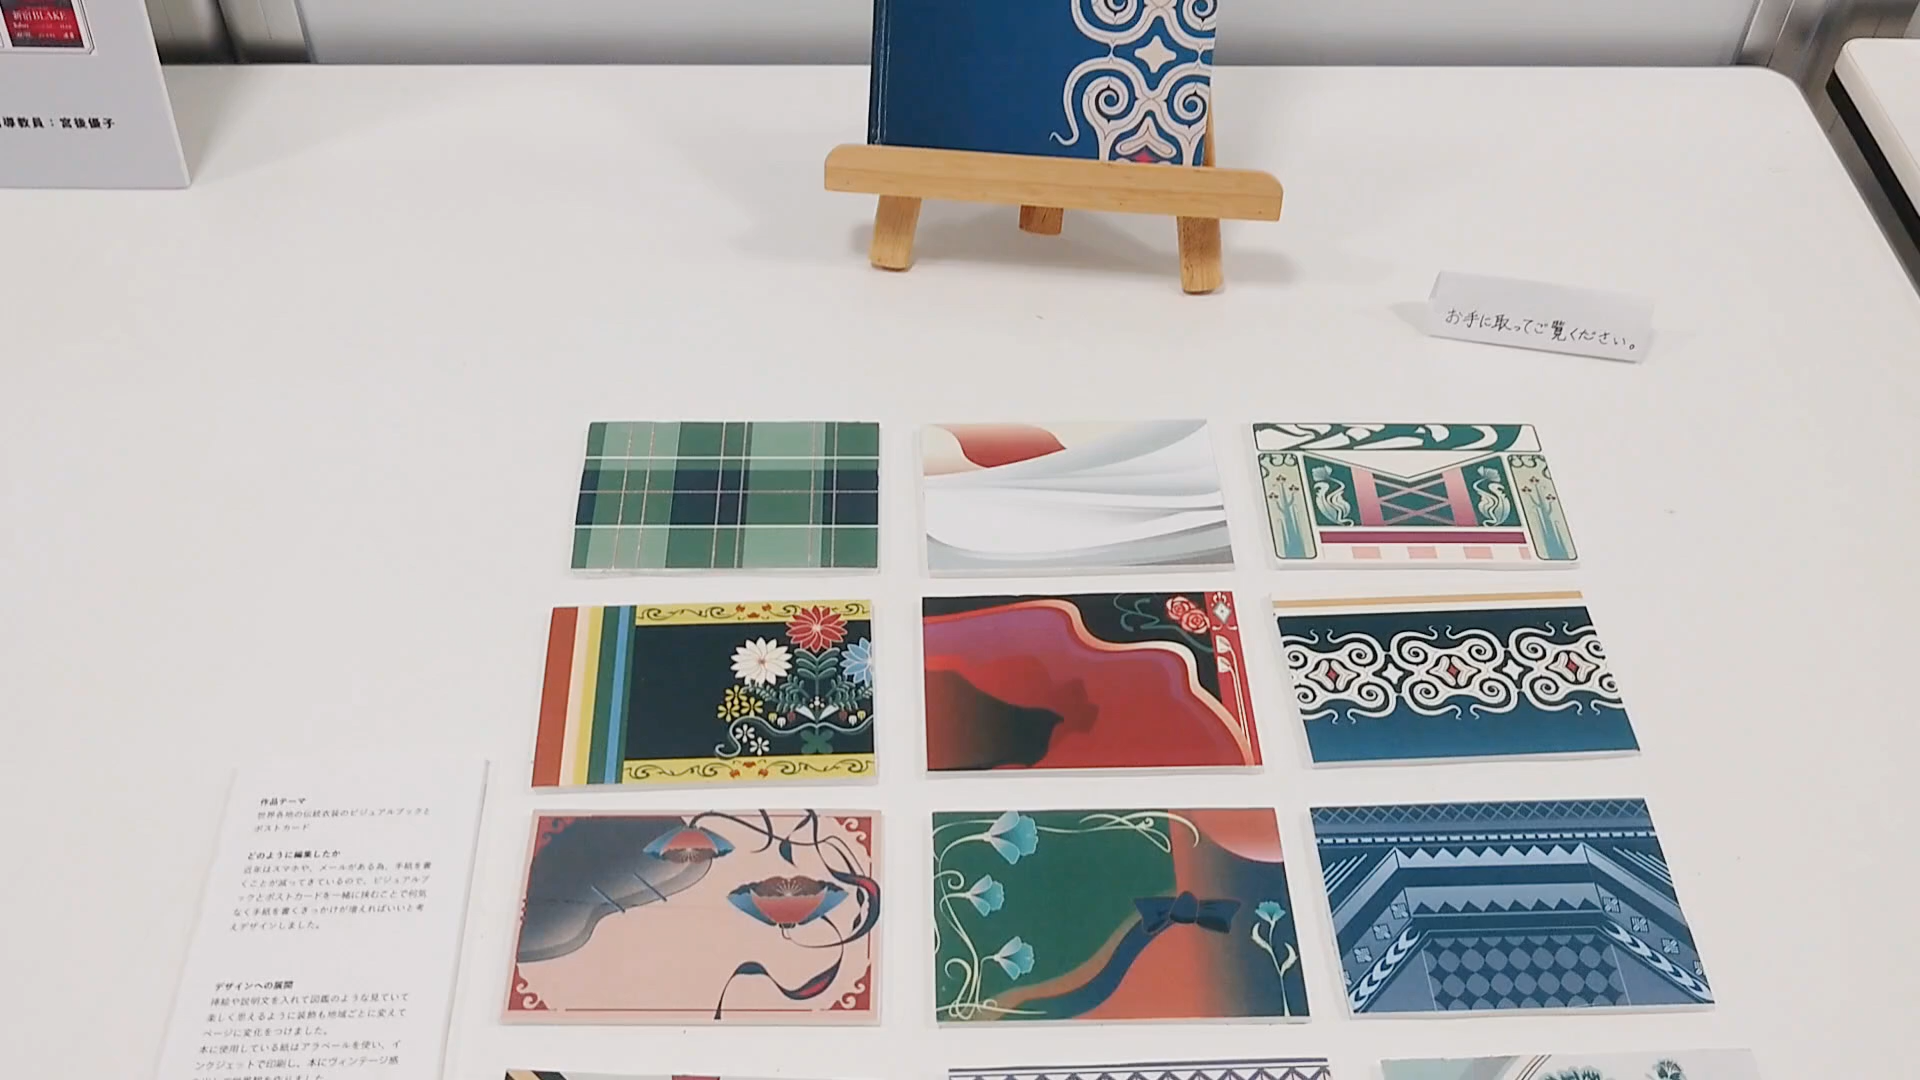 新宿BLAKE
導教員：宮後優子
お手に取ってご覧ください。
作品テーマ
世界各地の伝統衣装のビジュアルブックと
ポストカード
どのように編集したか
近年はスマホや、メールがある為、手紙を書
くことが減ってきているので、ビジュアルブ
ックとポストカードを一緒に挟むことで何気
なく手紙を書くきっかけが増えればいいと考
えデザインしました。
デザインへの展開
挿絵や説明文を入れて図鑑のような見ていて
楽しく思えるように装飾も地域ごとに変えて
ページに変化をつけました。
本に使用している紙はアラベールを使い、イ
ンクジェットで印刷し、本にヴィンテージ感